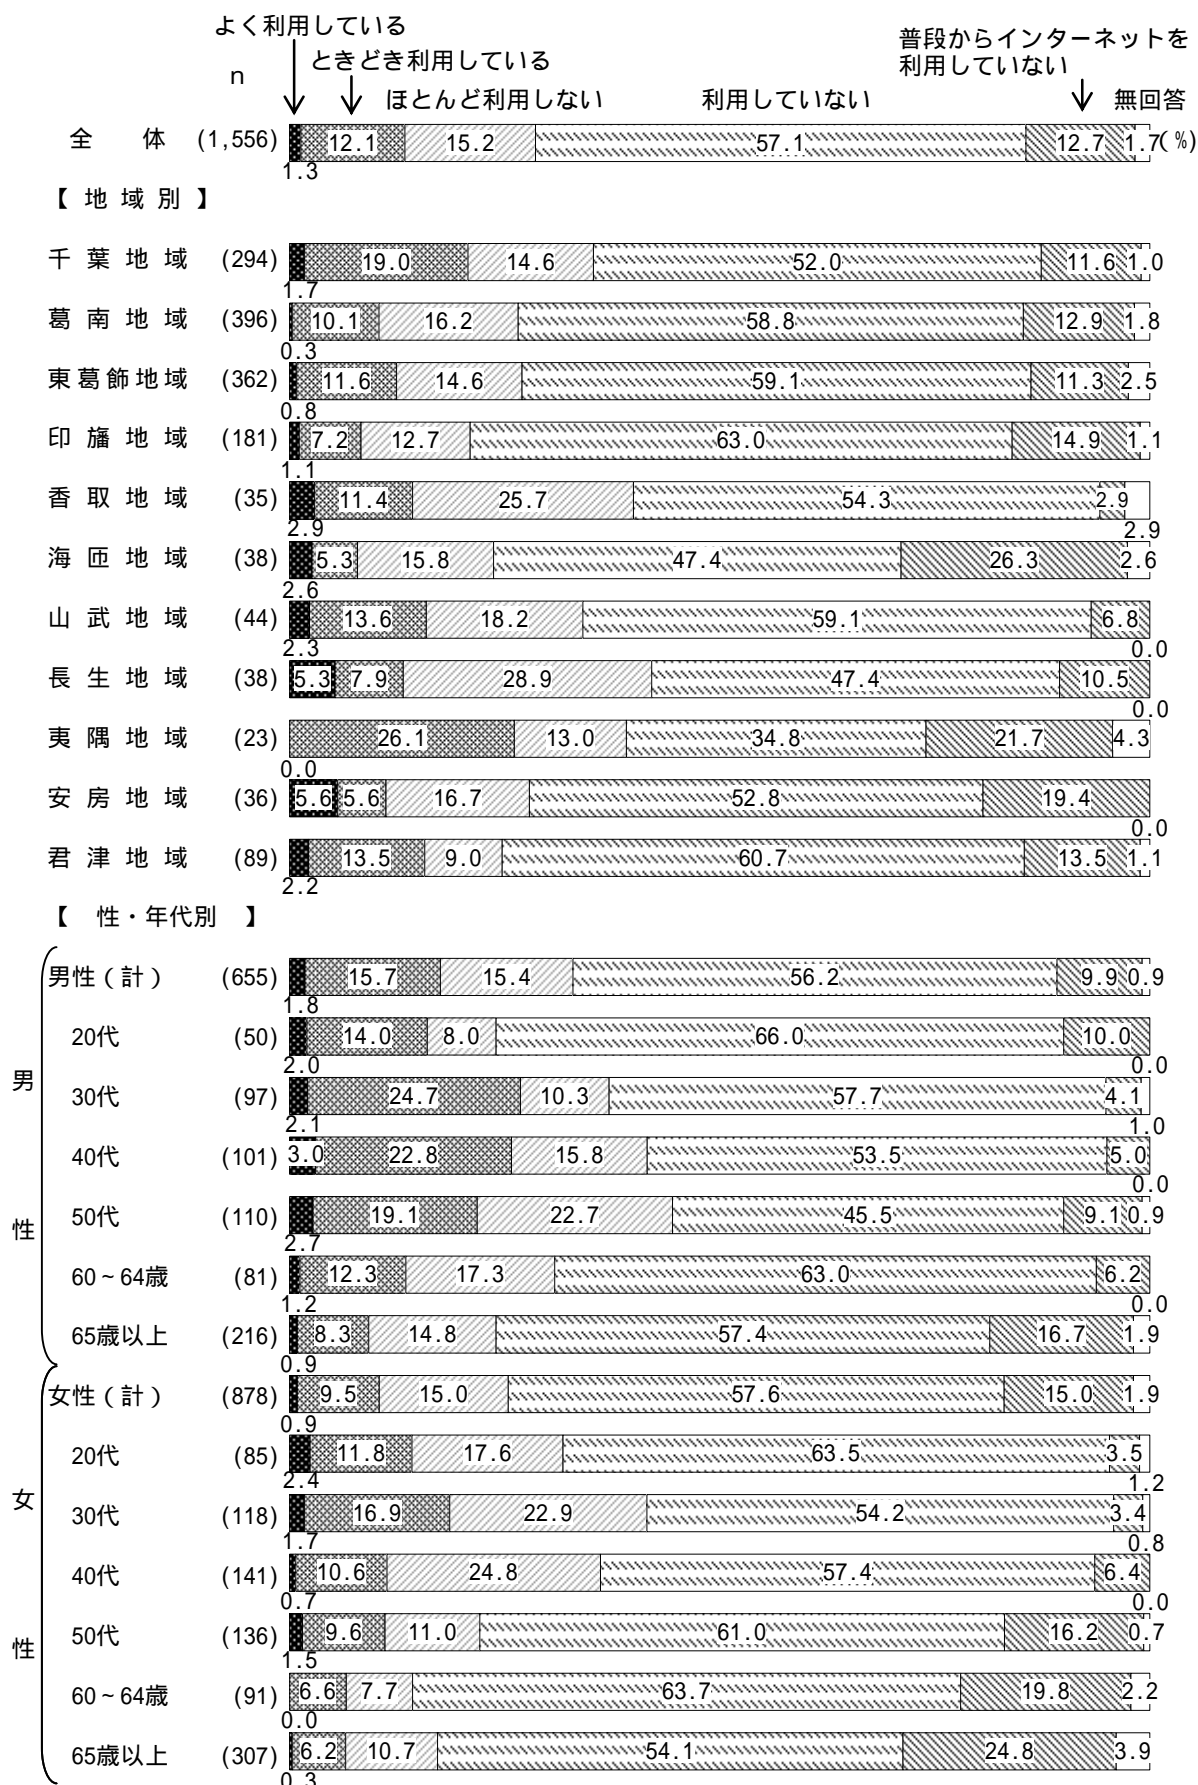 よく利用している
ときどき利用している
普段からインターネットを
利用していない
n
ほとんど利用しない 利用していない 無回答
全体 (1,556) 12.1 15.2 57.1 12.7 1.7 (%)
1.3
【地域別】
千葉地域 (294) 19.0 14.6 52.0 11.6 1.0
1.7
葛南地域 (396) 10.1 16.2 58.8 12.9 1.8
0.3
東葛飾地域 (362) 11.6 14.6 59.1 11.3 2.5
0.8
印旛地域 (181) 7.2 12.7 63.0 14.9 1.1
1.1
香取地域 (35) 11.4 25.7 54.3 2.9
2.9 2.9
海匝地域 (38) 5.3 15.8 47.4 26.3 2.6
2.6
山武地域 (44) 13.6 18.2 59.1 6.8
2.3 0.0
長生地域 (38) 5.3 7.9 28.9 47.4 10.5
0.0
夷隅地域 (23) 26.1 13.0 34.8 21.7 4.3
0.0
安房地域 (36) 5.6 5.6 16.7 52.8 19.4
0.0
君津地域 (89) 13.5 9.0 60.7 13.5 1.1
2.2
【 性・年代別 】
男性(計) (655) 15.7 15.4 56.2 9.9 0.9
1.8
20代 (50) 14.0 8.0 66.0 10.0
2.0 0.0
男
30代 (97) 24.7 10.3 57.7 4.1
2.1 1.0
40代 (101) 3.0 22.8 15.8 53.5 5.0
0.0
性
50代 (110) 19.1 22.7 45.5 9.1 0.9
2.7
60~64歳 (81) 12.3 17.3 63.0 6.2
1.2 0.0
65歳以上 (216) 8.3 14.8 57.4 16.7 1.9
0.9
女性(計) (878) 9.5 15.0 57.6 15.0 1.9
0.9
20代 (85) 11.8 17.6 63.5 3.5
2.4 1.2
女
30代 (118) 16.9 22.9 54.2 3.4
1.7 0.8
40代 (141) 10.6 24.8 57.4 6.4
0.7 0.0
性
50代 (136) 9.6 11.0 61.0 16.2 0.7
1.5
60~64歳 (91) 6.6 7.7 63.7 19.8 2.2
0.0
65歳以上 (307) 6.2 10.7 54.1 24.8 3.9
0.3